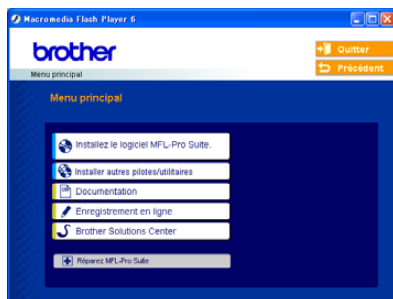 Macromedia Flash Player 6
brother
Quitter
Précédent
Menu principal
Menu principal
Installez le logiciel MFL-Pro Suite.
Installer autres pilotes/utilitaires
Documentation
Enregistrement en ligne
Brother Solutions Center
Réparez MFL-Pro Suite